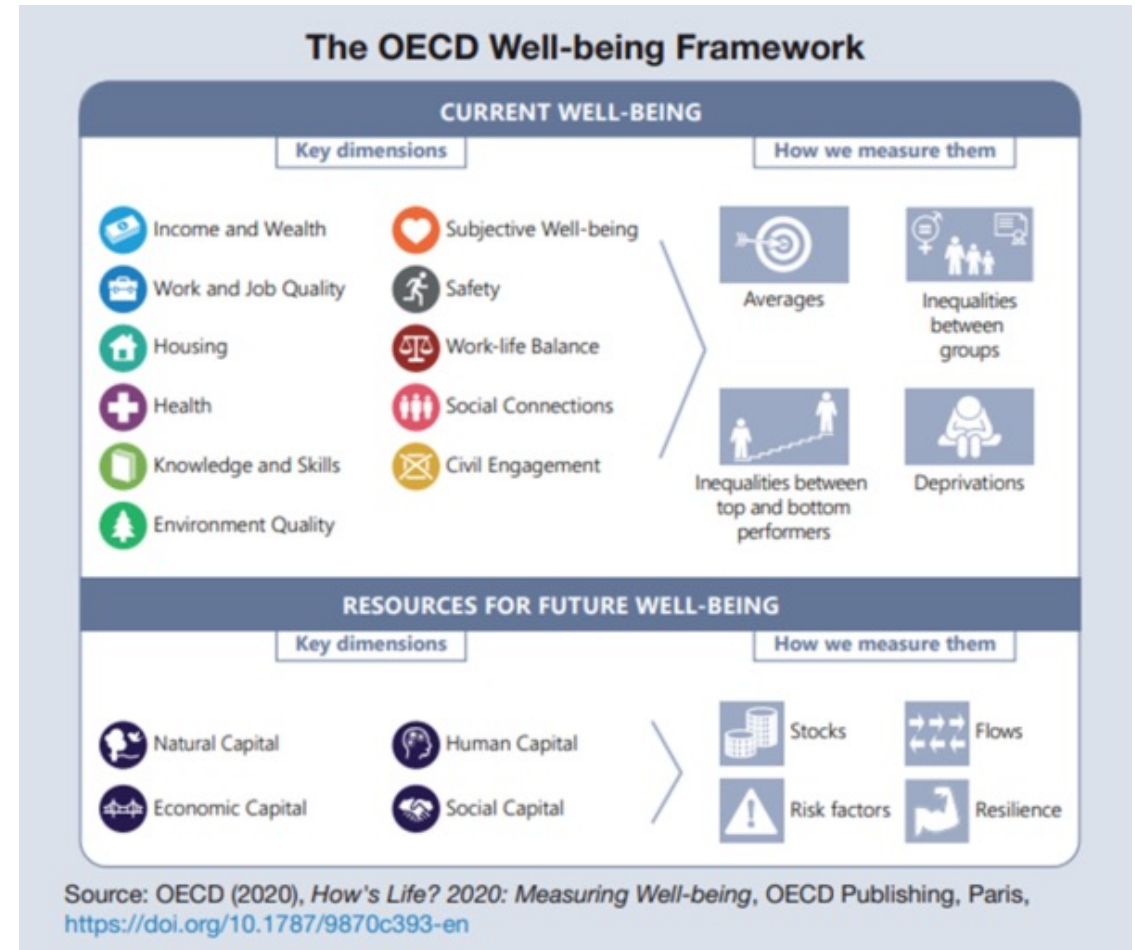 The OECD Well-being Framework
CURRENT WELL-BEING
Key dimensions
How we measure them
Income and Wealth
Work and Job Quality
Housing
Health
Knowledge and Skills
Environment Quality
Subjective Well-being
Safety
Work-life Balance
Social Connections
Civil Engagement
Averages
Inequalities
between
groups
Inequalities between
top and bottom
performers
Deprivations
RESOURCES FOR FUTURE WELL-BEING
Key dimensions
How we measure them
Natural Capital
Economic Capital
Human Capital
Social Capital
Stocks
Flows
Risk factors
Resilience
Source: OECD (2020), How's Life? 2020: Measuring Well-being, OECD Publishing, Paris,
https://doi.org/10.1787/9870c393-en